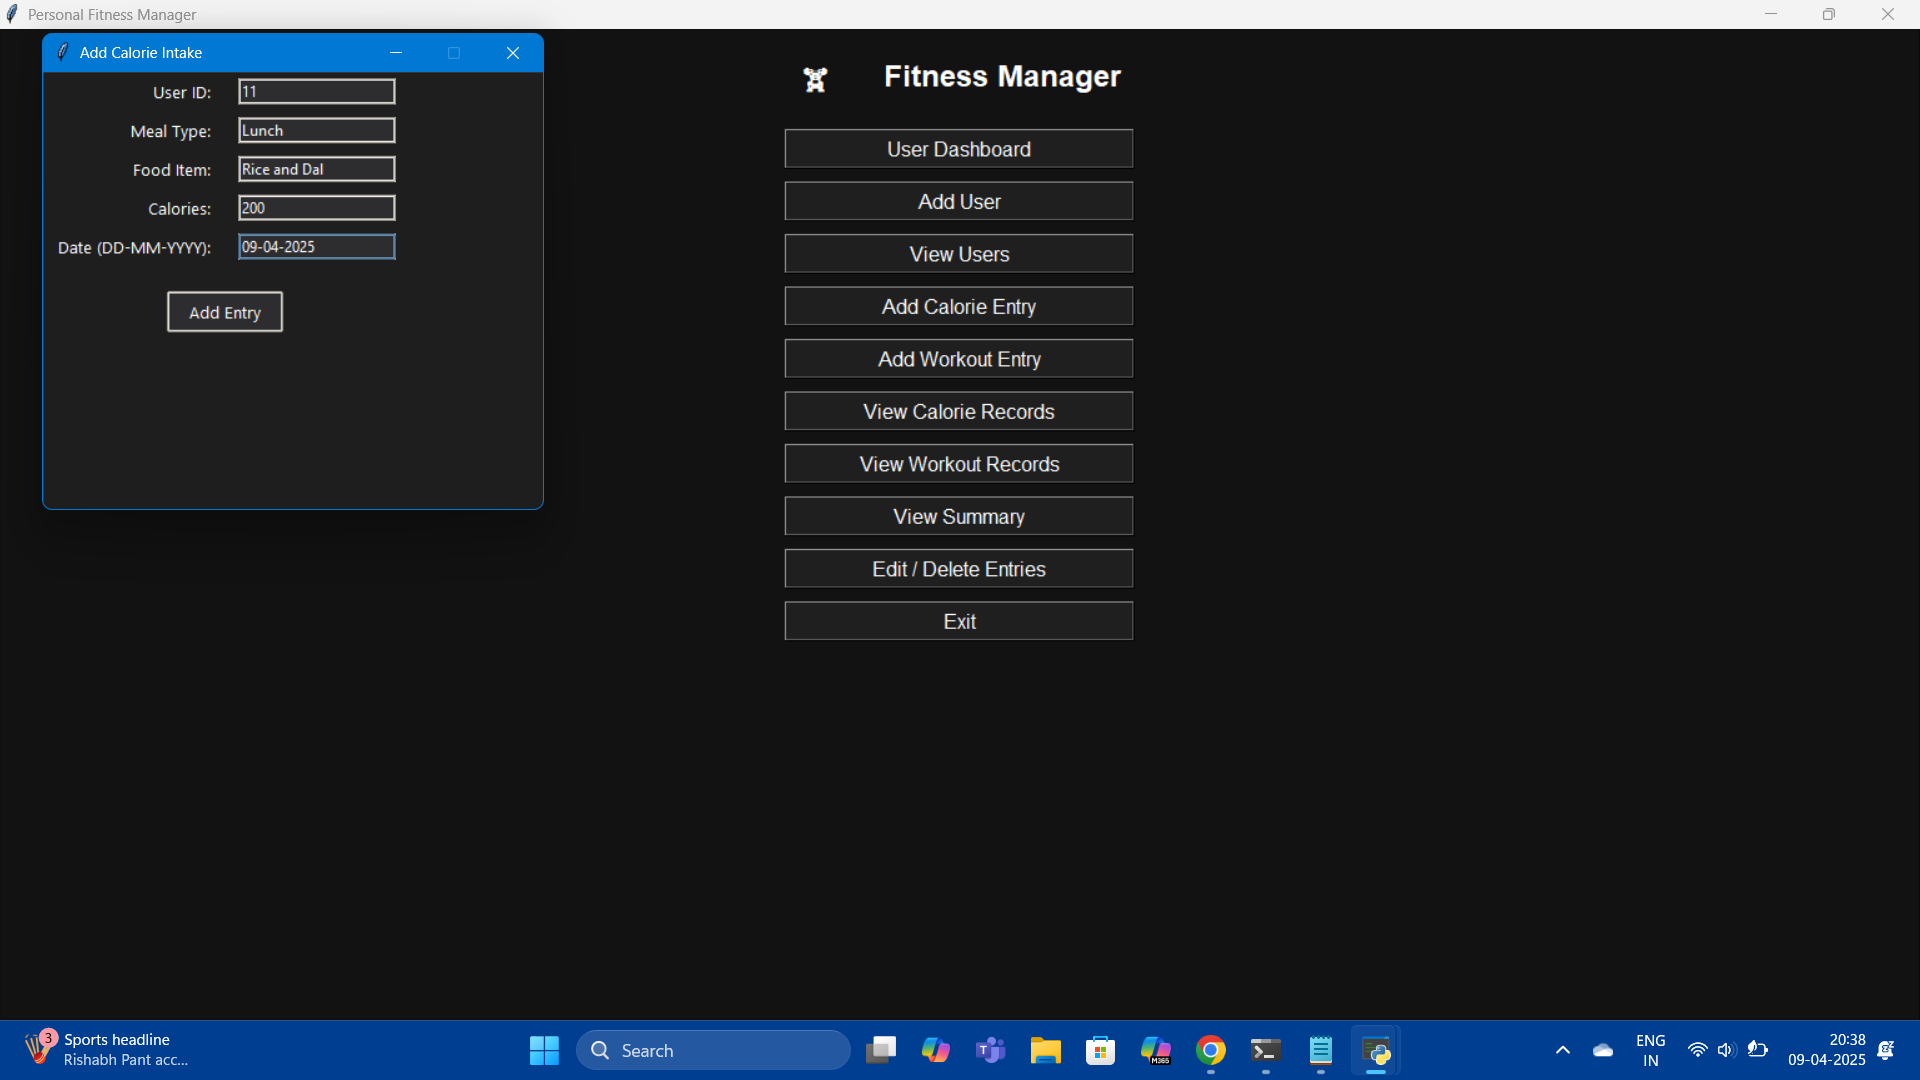 Personal Fitness Manager
Add Calorie Intake
User ID: 11
Meal Type: Lunch
Food Item: Rice and Dal
Calories: 200
Date (DD-MM-YYYY): 09-04-2025
Add Entry
Fitness Manager
User Dashboard
Add User
View Users
Add Calorie Entry
Add Workout Entry
View Calorie Records
View Workout Records
View Summary
Edit / Delete Entries
Exit
3
Sports headline
Rishabh Pant acc...
Search
T
M365
ENG
IN
20:38
09-04-2025